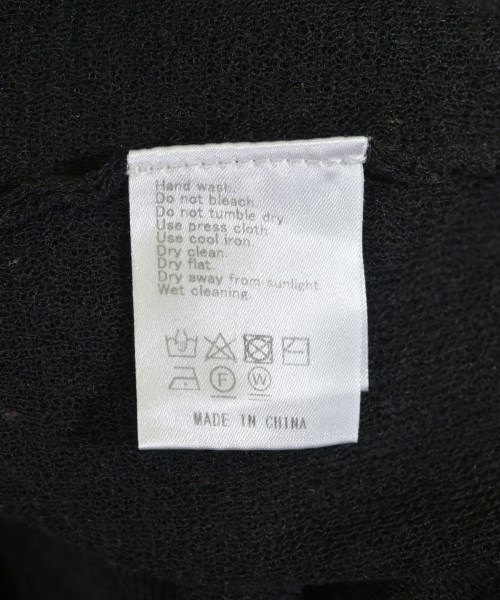 Hand wash.
Do not bleach.
Do not tumble dry.
Use press cloth.
Use cool iron.
Dry clean.
Dry flat.
Dry away from sunlight.
Wet cleaning.
F W
MADE IN CHINA